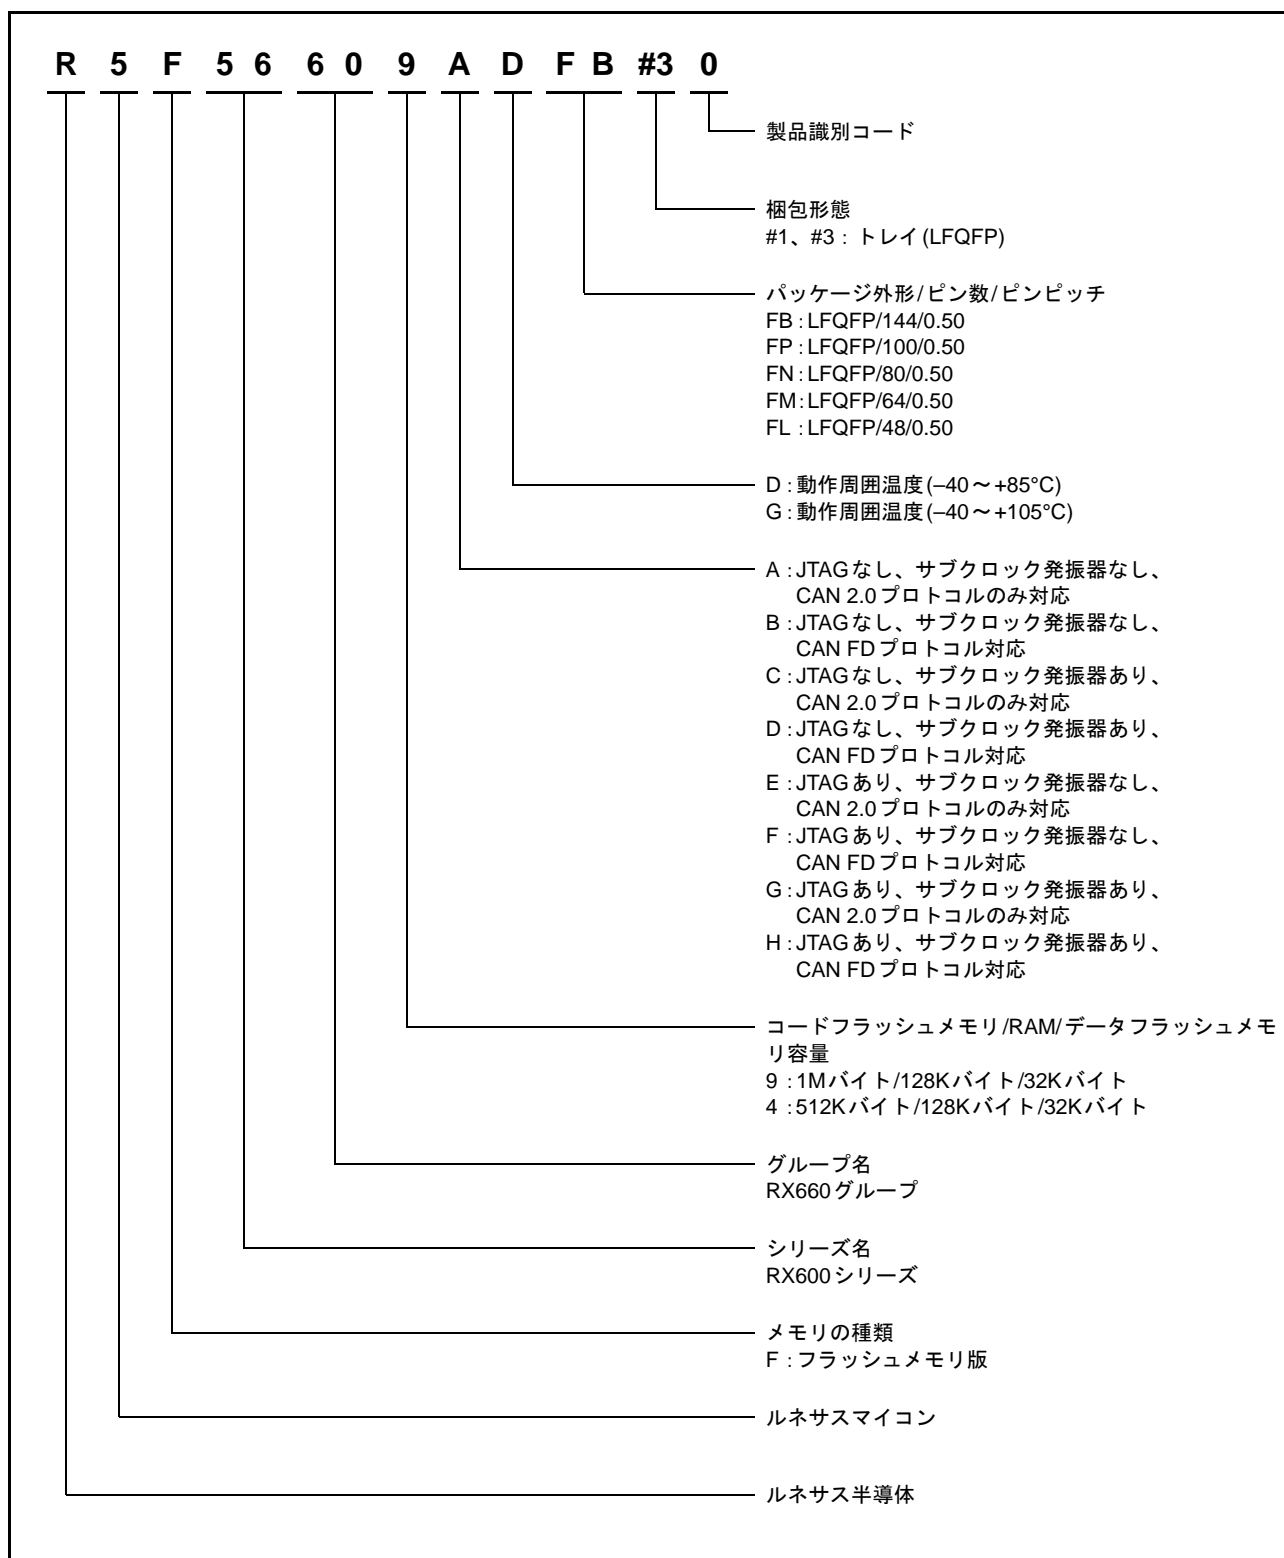 R 5 F 5 6 6 0 9 A D F B #3 0
製品識別コード
梱包形態
#1、#3 : トレイ(LFQFP)
パッケージ外形/ピン数/ピンピッチ
FB : LFQFP/144/0.50
FP : LFQFP/100/0.50
FN : LFQFP/80/0.50
FM : LFQFP/64/0.50
FL : LFQFP/48/0.50
D : 動作周囲温度(–40～+85°C)
G : 動作周囲温度(–40～+105°C)
A : JTAGなし、サブクロック発振器なし、
CAN 2.0プロトコルのみ対応
B : JTAGなし、サブクロック発振器なし、
CAN FDプロトコル対応
C : JTAGなし、サブクロック発振器あり、
CAN 2.0プロトコルのみ対応
D : JTAGなし、サブクロック発振器あり、
CAN FDプロトコル対応
E : JTAGあり、サブクロック発振器なし、
CAN 2.0プロトコルのみ対応
F : JTAGあり、サブクロック発振器なし、
CAN FDプロトコル対応
G : JTAGあり、サブクロック発振器あり、
CAN 2.0プロトコルのみ対応
H : JTAGあり、サブクロック発振器あり、
CAN FDプロトコル対応
コードフラッシュメモリ/RAM/データフラッシュメモ
リ容量
9 : 1Mバイト/128Kバイト/32Kバイト
4 : 512Kバイト/128Kバイト/32Kバイト
グループ名
RX660グループ
シリーズ名
RX600シリーズ
メモリの種類
F : フラッシュメモリ版
ルネサスマイコン
ルネサス半導体